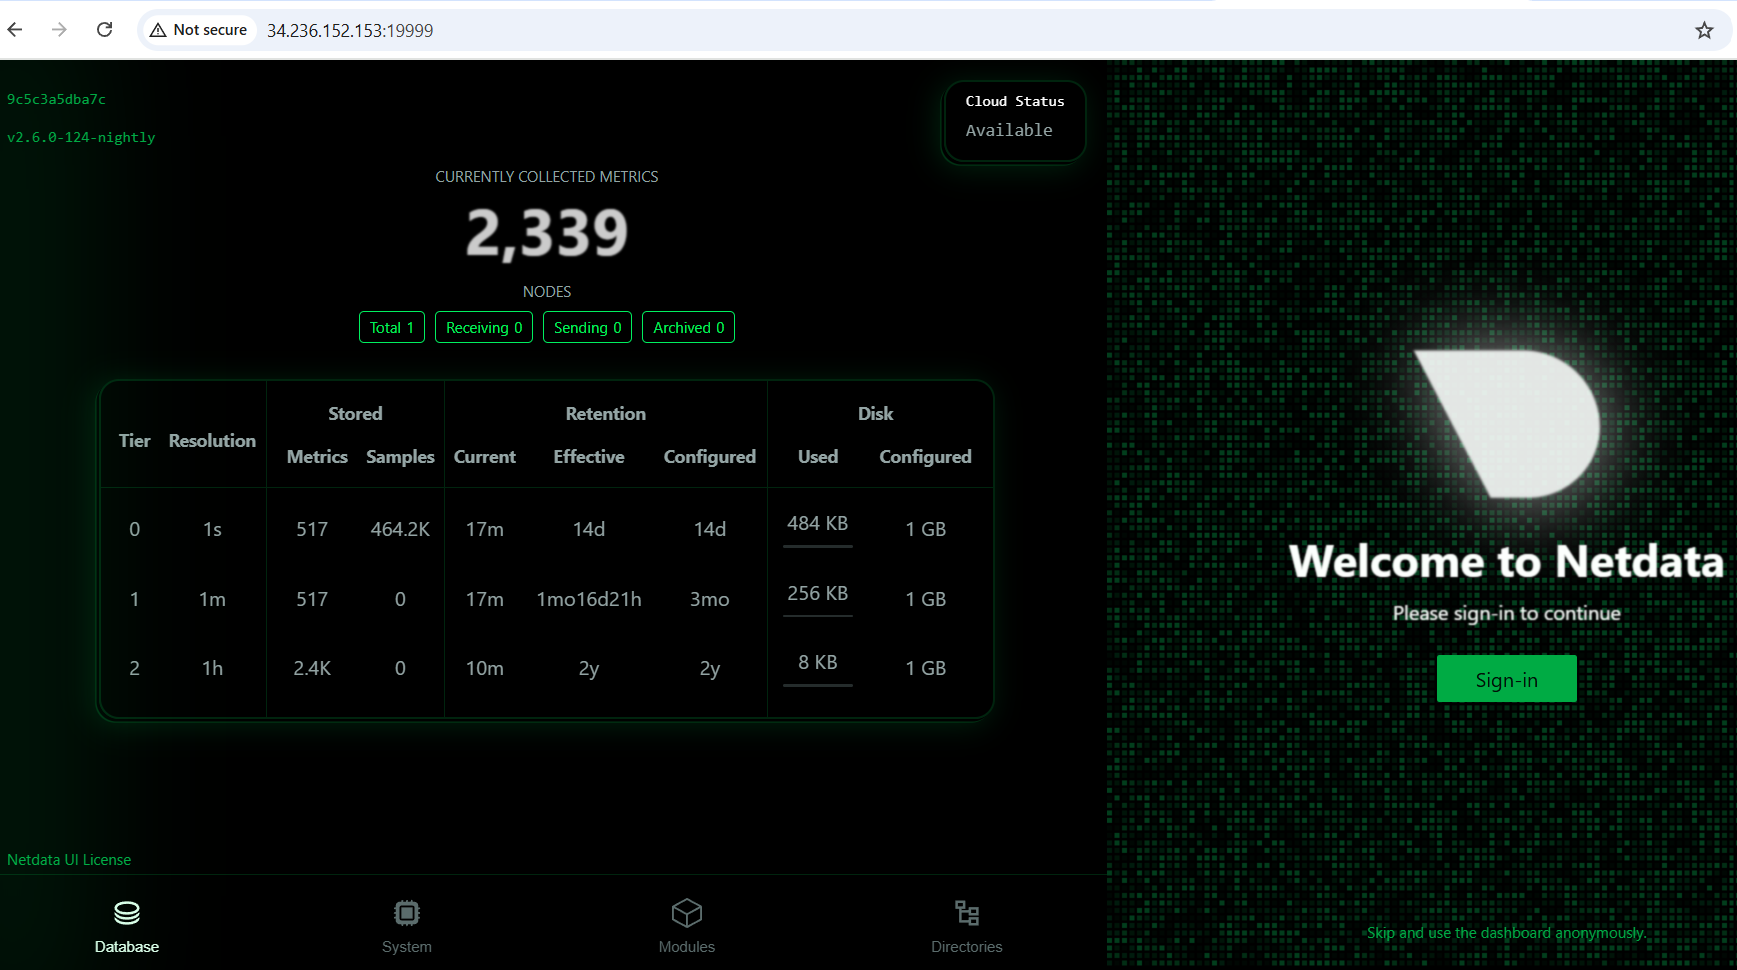 Not secure 34.236.152.153:19999
9c5c3a5dba7c
v2.6.0-124-nightly
Cloud Status
Available
CURRENTLY COLLECTED METRICS
2,339
NODES
Total 1 Receiving 0 Sending 0 Archived 0
Stored Retention Disk
Tier Resolution Metrics Samples Current Effective Configured Used Configured
0 1s 517 464.2K 17m 14d 14d 484 KB 1 GB
1 1m 517 0 17m 1mo16d21h 3mo 256 KB 1 GB
2 1h 2.4K 0 10m 2y 2y 8 KB 1 GB
Netdata UI License
Database System Modules Directories
Welcome to Netdata
Please sign-in to continue
Sign-in
Skip and use the dashboard anonymously.